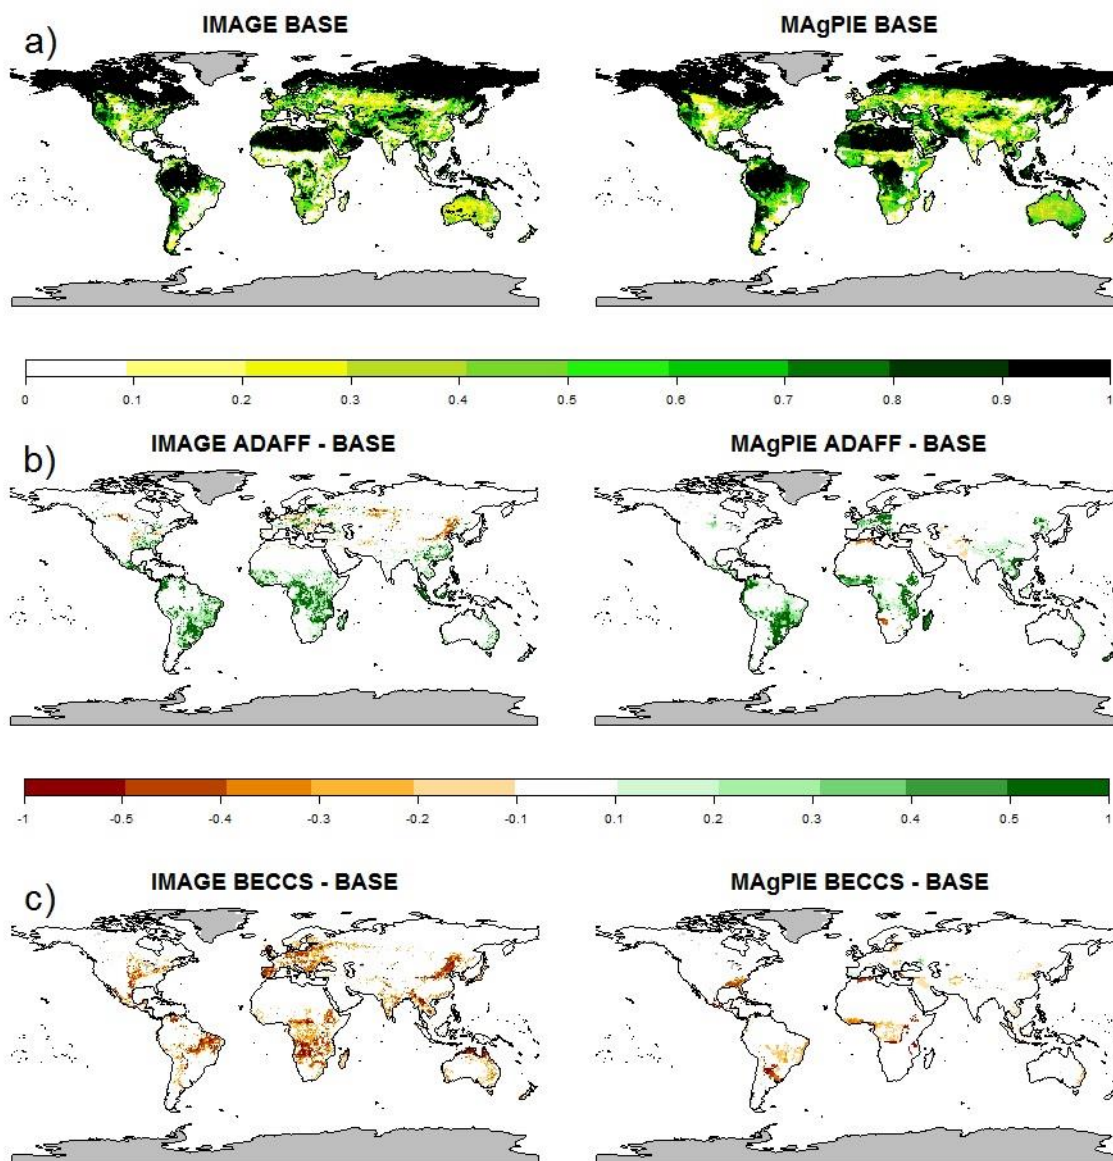 a)
IMAGE BASE
MAgPIE BASE
0 0.1 0.2 0.3 0.4 0.5 0.6 0.7 0.8 0.9 1
b)
IMAGE ADAFF - BASE
MAgPIE ADAFF - BASE
-1 -0.5 -0.4 -0.3 -0.2 -0.1 0.1 0.2 0.3 0.4 0.5 1
c)
IMAGE BECCS - BASE
MAgPIE BECCS - BASE